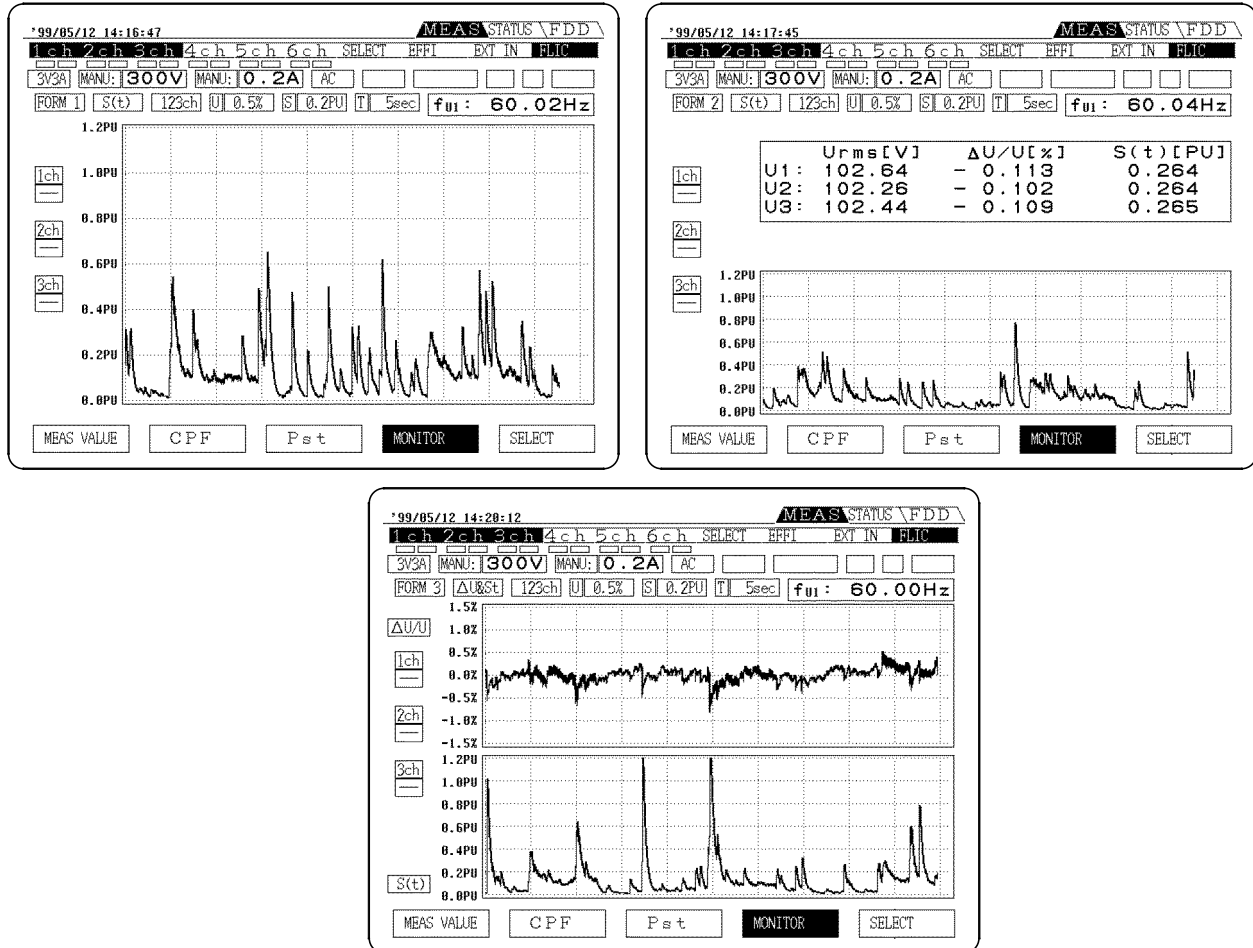 '99/05/12 14:16:47 MEAS STATUS FDD
1ch 2ch 3ch 4ch 5ch 6ch SELECT EFFI EXT IN FLIC
3V3A MANU: 300V MANU: 0.2A AC
FORM 1 S(t) 123ch U 0.5% S 0.2PU T 5sec fU1: 60.02Hz
1.2PU
1ch 1.0PU
0.8PU
2ch
0.6PU
3ch
0.4PU
0.2PU
0.0PU
MEAS VALUE CPF Pst MONITOR SELECT
'99/05/12 14:17:45 MEAS STATUS FDD
1ch 2ch 3ch 4ch 5ch 6ch SELECT EFFI EXT IN FLIC
3V3A MANU: 300V MANU: 0.2A AC
FORM 2 S(t) 123ch U 0.5% S 0.2PU T 5sec fU1: 60.04Hz
Urms[V] ΔU/U[%] S(t)[PU]
1ch
U1: 102.64 - 0.113 0.264
U2: 102.26 - 0.102 0.264
U3: 102.44 - 0.109 0.265
2ch
3ch 1.2PU
1.0PU
0.8PU
0.6PU
0.4PU
0.2PU
0.0PU
MEAS VALUE CPF Pst MONITOR SELECT
'99/05/12 14:20:12 MEAS STATUS FDD
1ch 2ch 3ch 4ch 5ch 6ch SELECT EFFI EXT IN FLIC
3V3A MANU: 300V MANU: 0.2A AC
FORM 3 ΔU&St 123ch U 0.5% S 0.2PU T 5sec fU1: 60.00Hz
1.5%
ΔU/U 1.0%
0.5%
1ch
0.0%
-0.5%
2ch -1.0%
-1.5%
1.2PU
3ch
1.0PU
0.8PU
0.6PU
0.4PU
0.2PU
S(t)
0.0PU
MEAS VALUE CPF Pst MONITOR SELECT